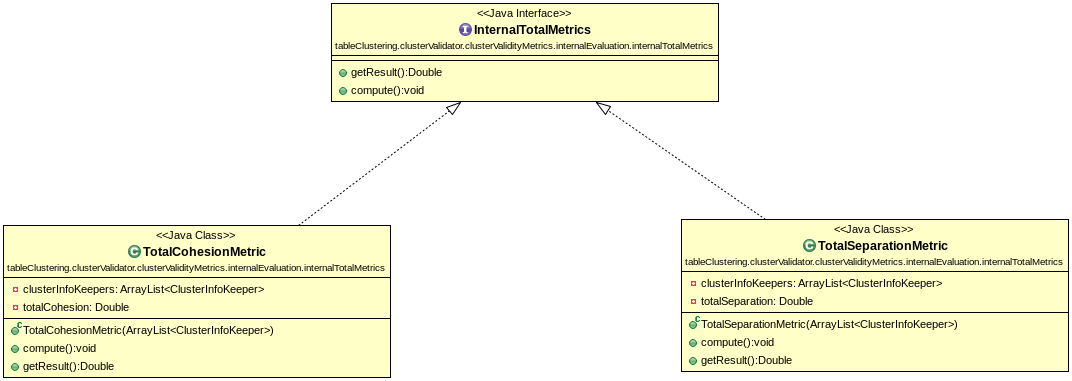 <<Java Interface>>
InternalTotalMetrics
tableClustering.clusterValidator.clusterValidityMetrics.internalEvaluation.internalTotalMetrics
getResult():Double
compute():void
<<Java Class>>
TotalCohesionMetric
tableClustering.clusterValidator.clusterValidityMetrics.internalEvaluation.internalTotalMetrics
clusterInfoKeepers: ArrayList<ClusterInfoKeeper>
totalCohesion: Double
TotalCohesionMetric(ArrayList<ClusterInfoKeeper>)
compute():void
getResult():Double
<<Java Class>>
TotalSeparationMetric
tableClustering.clusterValidator.clusterValidityMetrics.internalEvaluation.internalTotalMetrics
clusterInfoKeepers: ArrayList<ClusterInfoKeeper>
totalSeparation: Double
TotalSeparationMetric(ArrayList<ClusterInfoKeeper>)
compute():void
getResult():Double